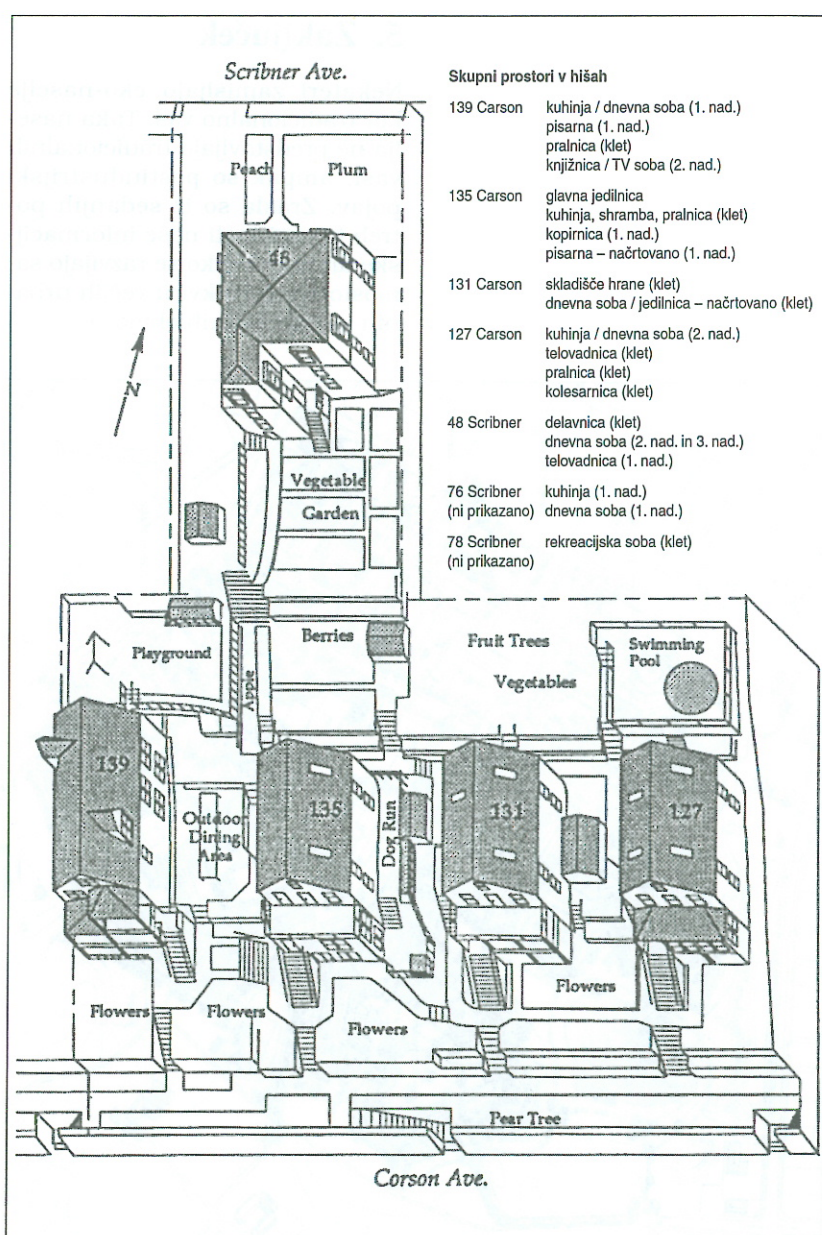 Scribner Ave.
Skupni prostori v hišah
139 Carson kuhinja / dnevna soba (1. nad.)
pisarna (1. nad.)
pralnica (klet)
knjižnica / TV soba (2. nad.)
135 Carson glavna jedilnica
kuhinja, shramba, pralnica (klet)
kopirnica (1. nad.)
pisarna – načrtovano (1. nad.)
131 Carson skladišče hrane (klet)
dnevna soba / jedilnica – načrtovano (klet)
127 Carson kuhinja / dnevna soba (2. nad.)
telovadnica (klet)
pralnica (klet)
kolesarnica (klet)
48 Scribner delavnica (klet)
dnevna soba (2. nad. in 3. nad.)
telovadnica (1. nad.)
76 Scribner kuhinja (1. nad.)
(ni prikazano) dnevna soba (1. nad.)
78 Scribner rekreacijska soba (klet)
(ni prikazano)
Peach Plum
N
Vegetable
Garden
Playground
Apple
Berries
Fruit Trees
Vegetables
Swimming
Pool
139
Outdoor
Dining
Area
135
Dog Run
131
127
Flowers
Flowers
Flowers
Flowers
Pear Tree
Corson Ave.